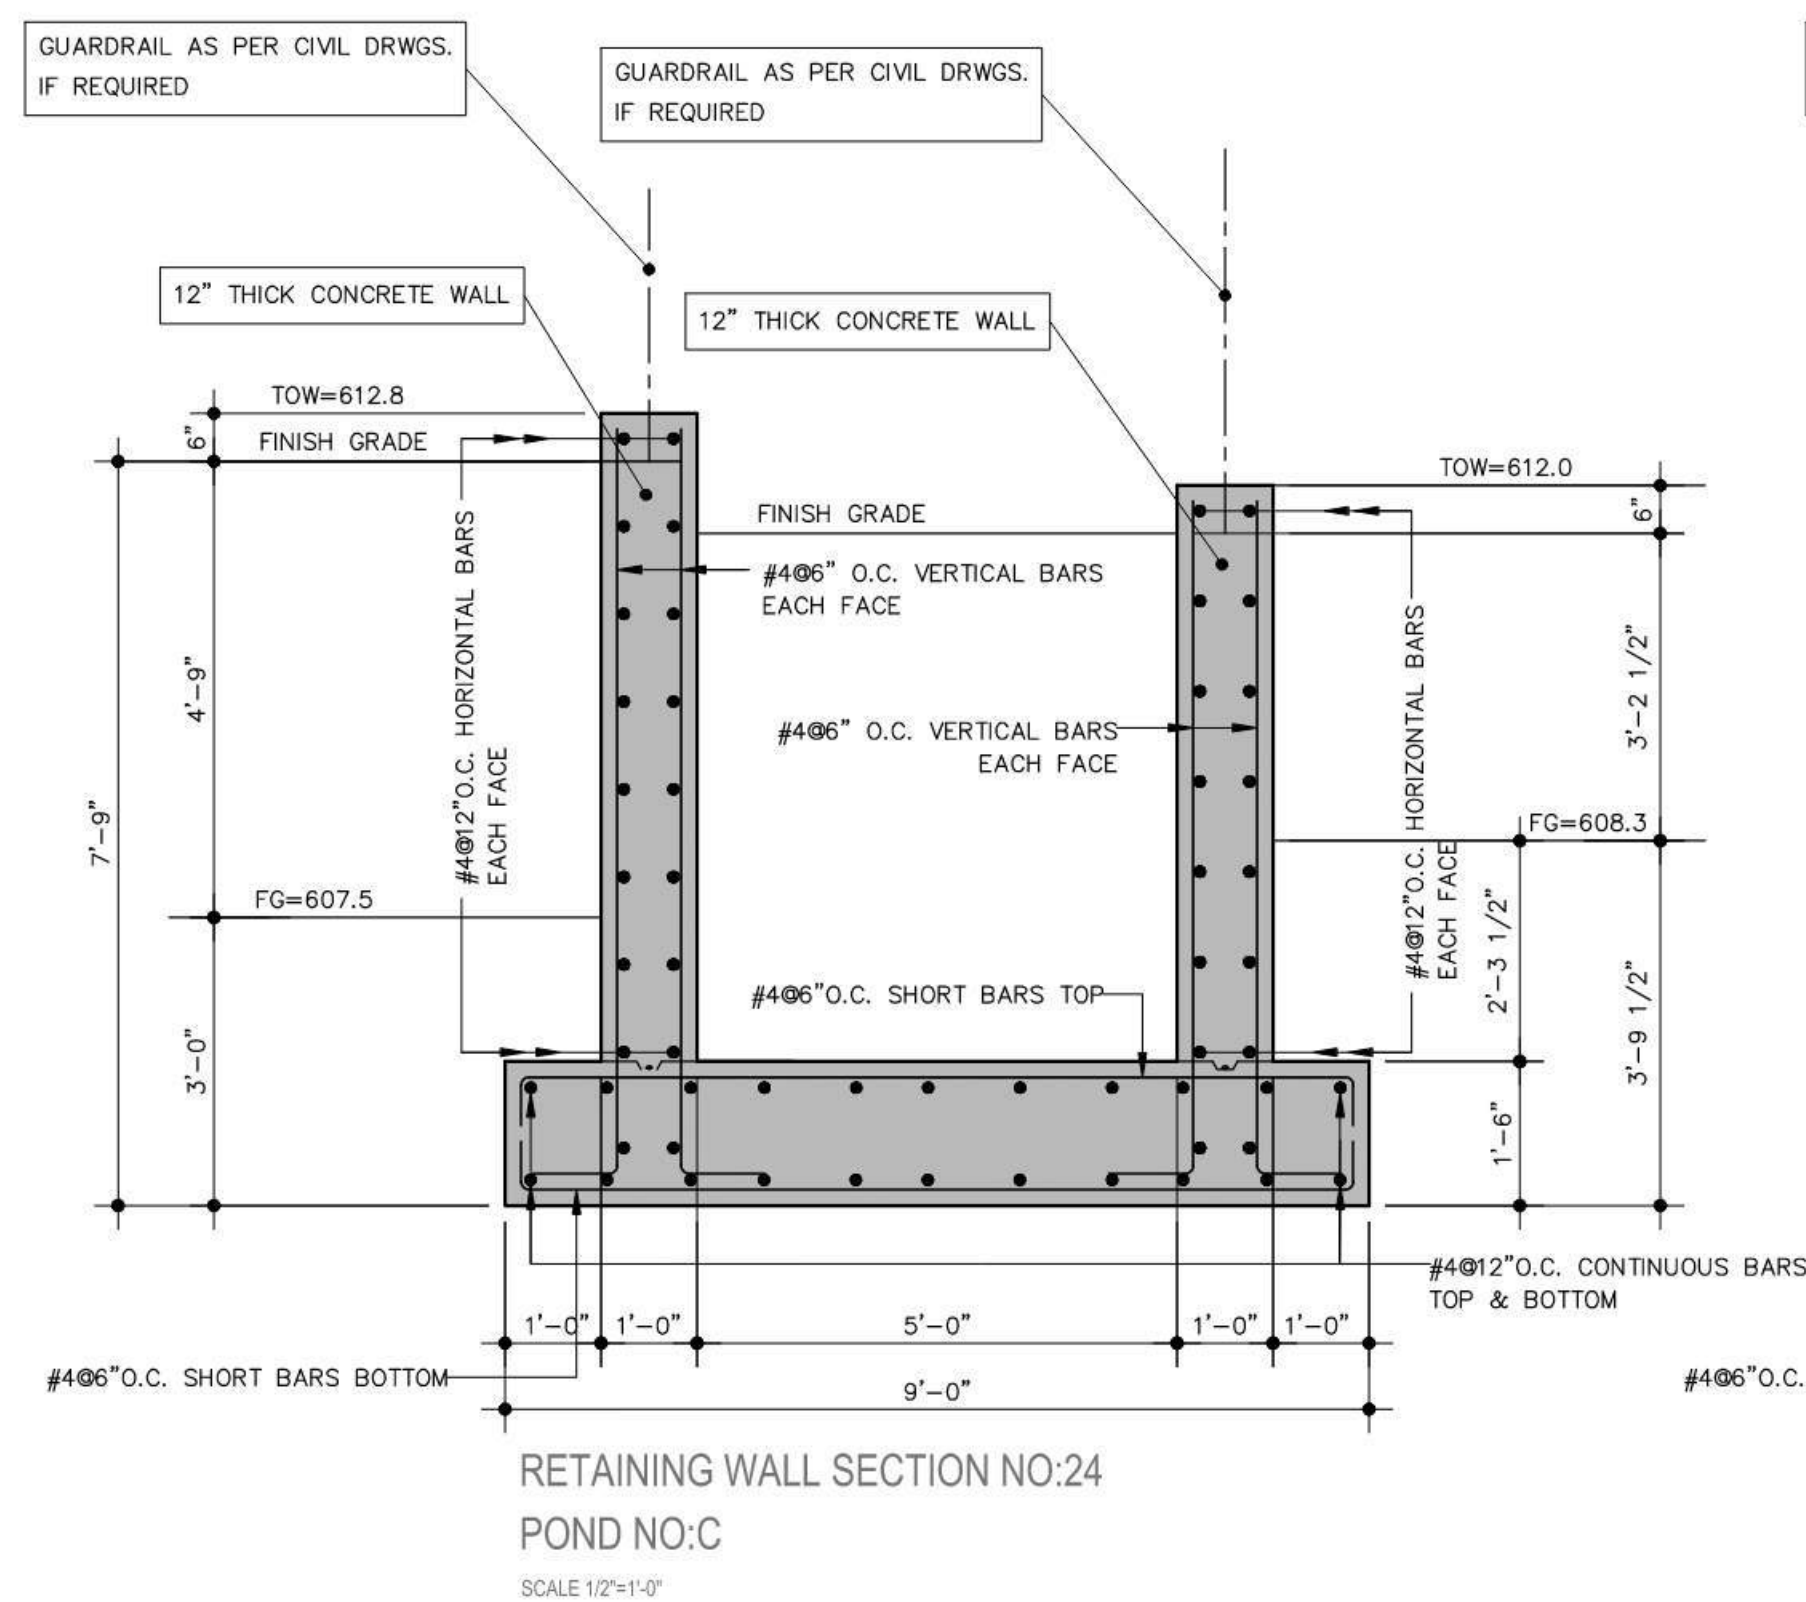 GUARDRAIL AS PER CIVIL DRWGS.
IF REQUIRED
GUARDRAIL AS PER CIVIL DRWGS.
IF REQUIRED
12” THICK CONCRETE WALL
12” THICK CONCRETE WALL
TOW=612.8
6”
FINISH GRADE
TOW=612.0
6”
FINISH GRADE
#4@6” O.C. VERTICAL BARS
EACH FACE
#4@12”O.C. HORIZONTAL BARS
EACH FACE
4'-9”
7'-9”
3'-2 1/2”
#4@6” O.C. VERTICAL BARS
EACH FACE
#4@12”O.C. HORIZONTAL BARS
EACH FACE
FG=608.3
FG=607.5
2'-3 1/2”
3'-9 1/2”
#4@6”O.C. SHORT BARS TOP
3'-0”
1'-6”
#4@12”O.C. CONTINUOUS BARS
TOP & BOTTOM
1'-0” 1'-0” 5'-0” 1'-0” 1'-0”
#4@6”O.C. SHORT BARS BOTTOM
#4@6”O.C.
9'-0”
RETAINING WALL SECTION NO:24
POND NO:C
SCALE 1/2"=1'-0"